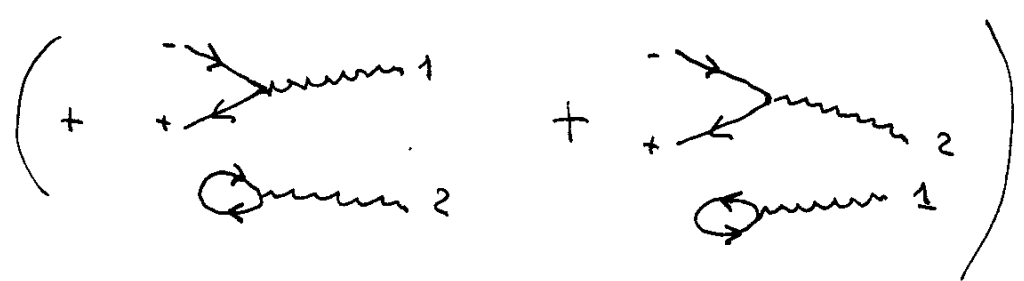 ( + - + 1 + - + 2 )
2 1